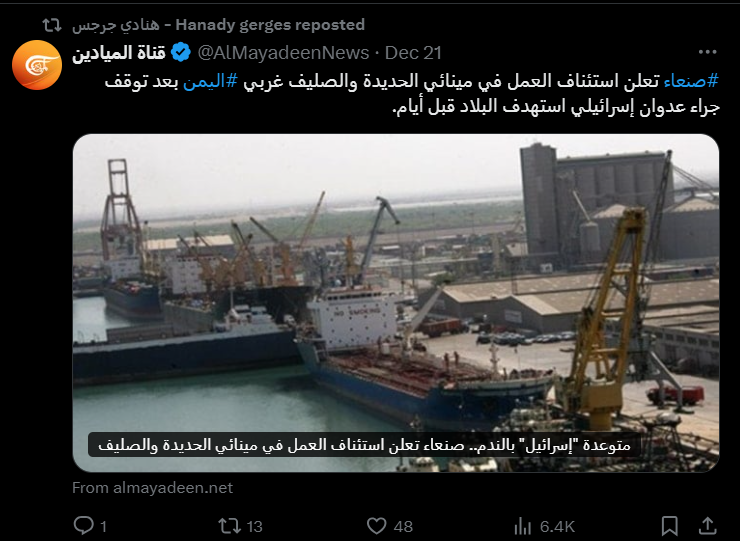 هنادي جرجس - Hanady gerges reposted
قناة الميادين @AlMayadeenNews · Dec 21
#صنعاء تعلن استئناف العمل في مينائي الحديدة والصليف غربي #اليمن بعد توقف
جراء عدوان إسرائيلي استهدف البلاد قبل أيام.
NO SMOKING
متوعدة "إسرائيل" بالندم.. صنعاء تعلن استئناف العمل في مينائي الحديدة والصليف
From almayadeen.net
1 13 48 6.4K